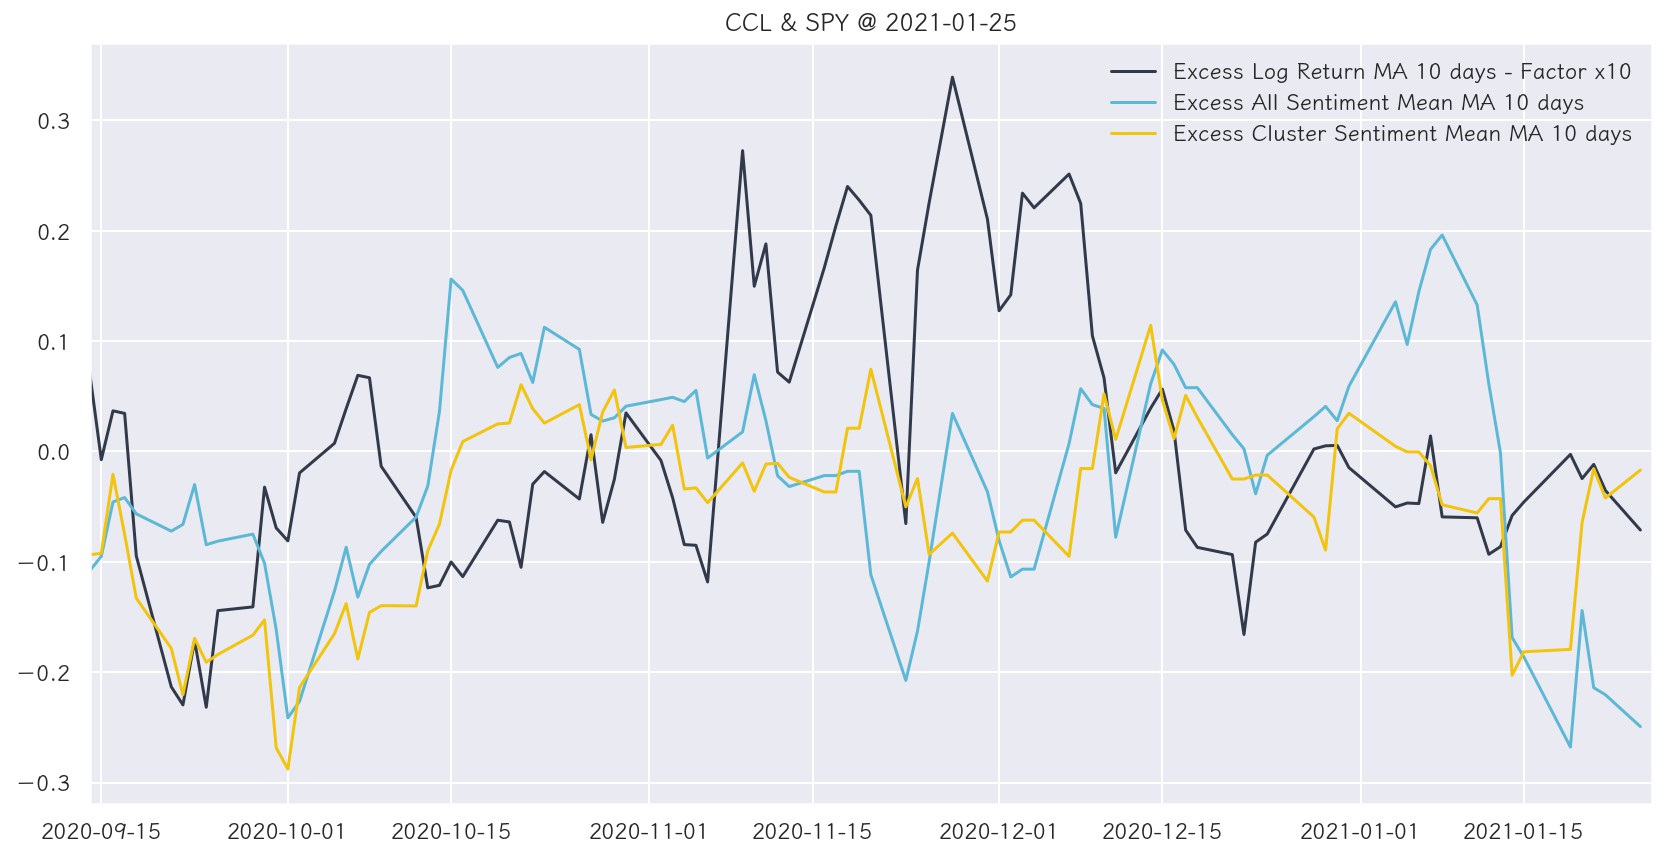 CCL & SPY @ 2021-01-25
Excess Log Return MA 10 days - Factor x10
Excess All Sentiment Mean MA 10 days
Excess Cluster Sentiment Mean MA 10 days
0.3
0.2
0.1
0.0
−0.1
−0.2
−0.3
2020-09-15 2020-10-01 2020-10-15 2020-11-01 2020-11-15 2020-12-01 2020-12-15 2021-01-01 2021-01-15